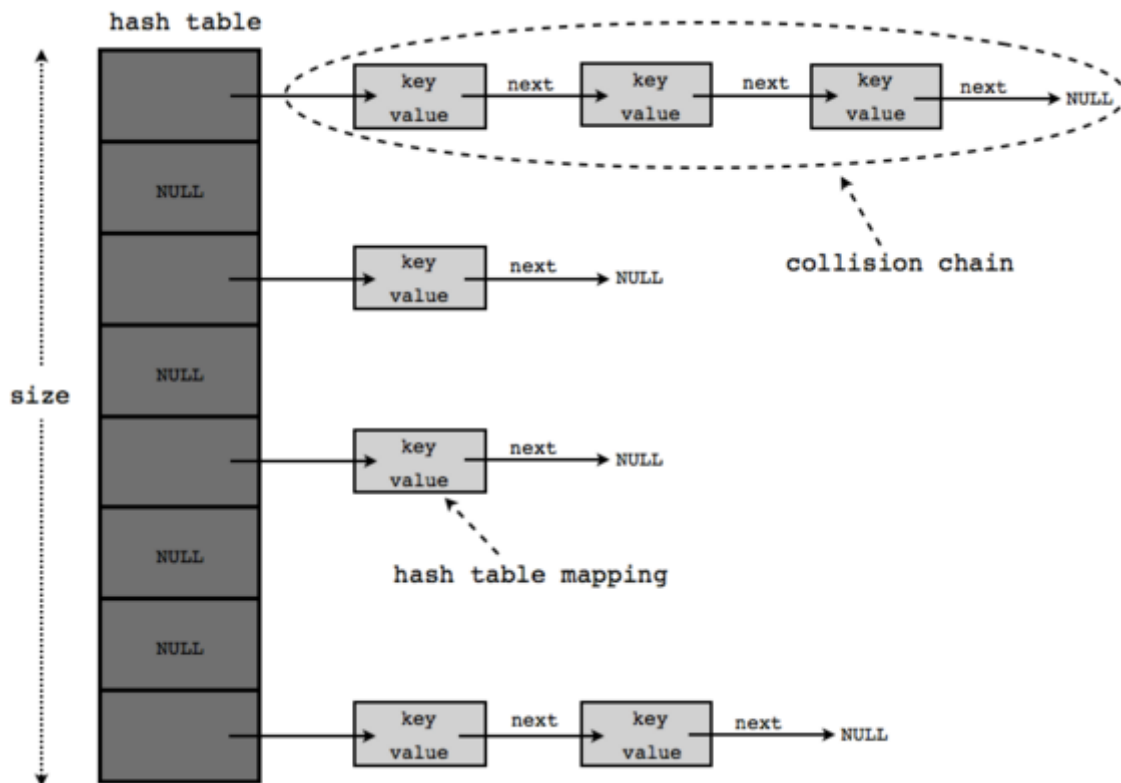 hash table
key next key next key next
value value value NULL
NULL
collision chain
key next
value NULL
NULL
size
key next
value NULL
NULL
hash table mapping
NULL
key next key next
value value NULL